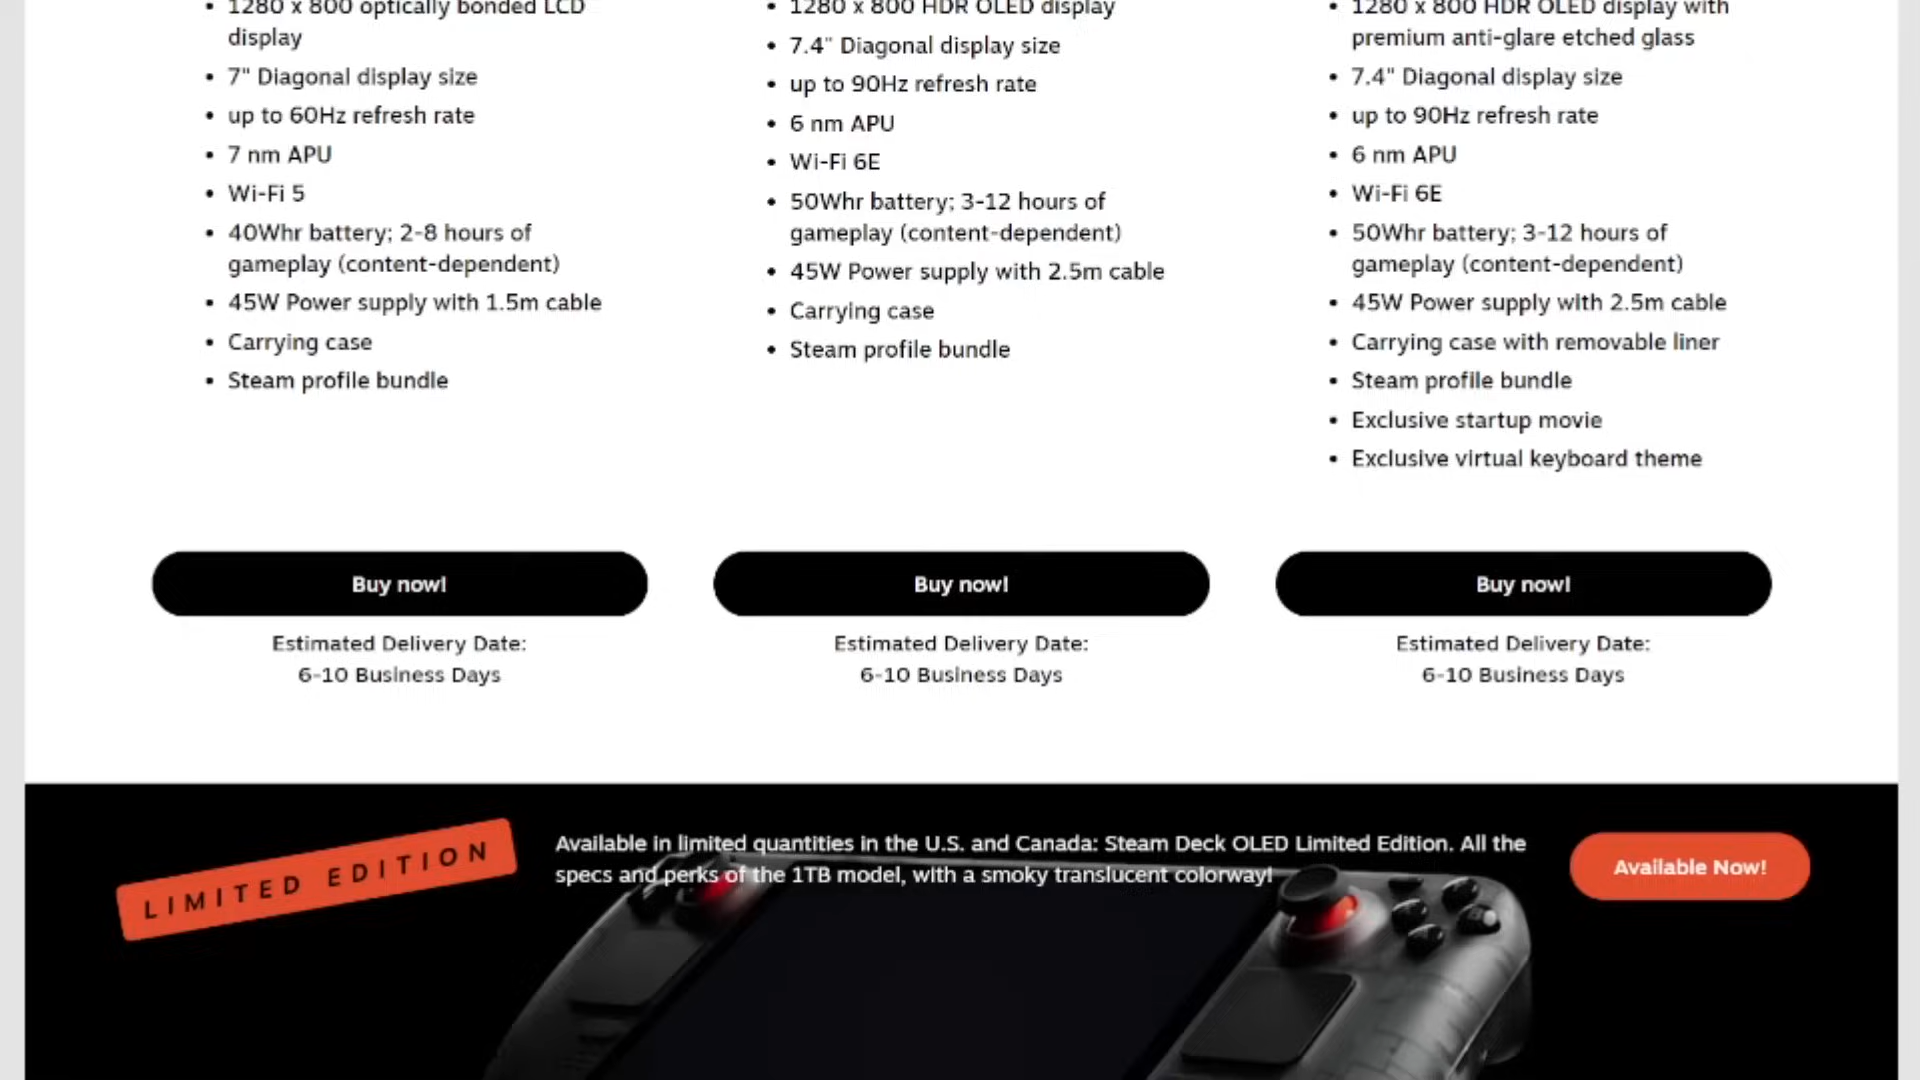 1280 x 800 optically bonded LCD
display
7" Diagonal display size
up to 60Hz refresh rate
7 nm APU
Wi-Fi 5
40Whr battery; 2-8 hours of
gameplay (content-dependent)
45W Power supply with 1.5m cable
Carrying case
Steam profile bundle
Buy now!
Estimated Delivery Date:
6-10 Business Days
1280 x 800 HDR OLED display
7.4" Diagonal display size
up to 90Hz refresh rate
6 nm APU
Wi-Fi 6E
50Whr battery; 3-12 hours of
gameplay (content-dependent)
45W Power supply with 2.5m cable
Carrying case
Steam profile bundle
Buy now!
Estimated Delivery Date:
6-10 Business Days
1280 x 800 HDR OLED display with
premium anti-glare etched glass
7.4" Diagonal display size
up to 90Hz refresh rate
6 nm APU
Wi-Fi 6E
50Whr battery; 3-12 hours of
gameplay (content-dependent)
45W Power supply with 2.5m cable
Carrying case with removable liner
Steam profile bundle
Exclusive startup movie
Exclusive virtual keyboard theme
Buy now!
Estimated Delivery Date:
6-10 Business Days
LIMITED EDITION
Available in limited quantities in the U.S. and Canada: Steam Deck OLED Limited Edition. All the
specs and perks of the 1TB model, with a smoky translucent colorway!
Available Now!